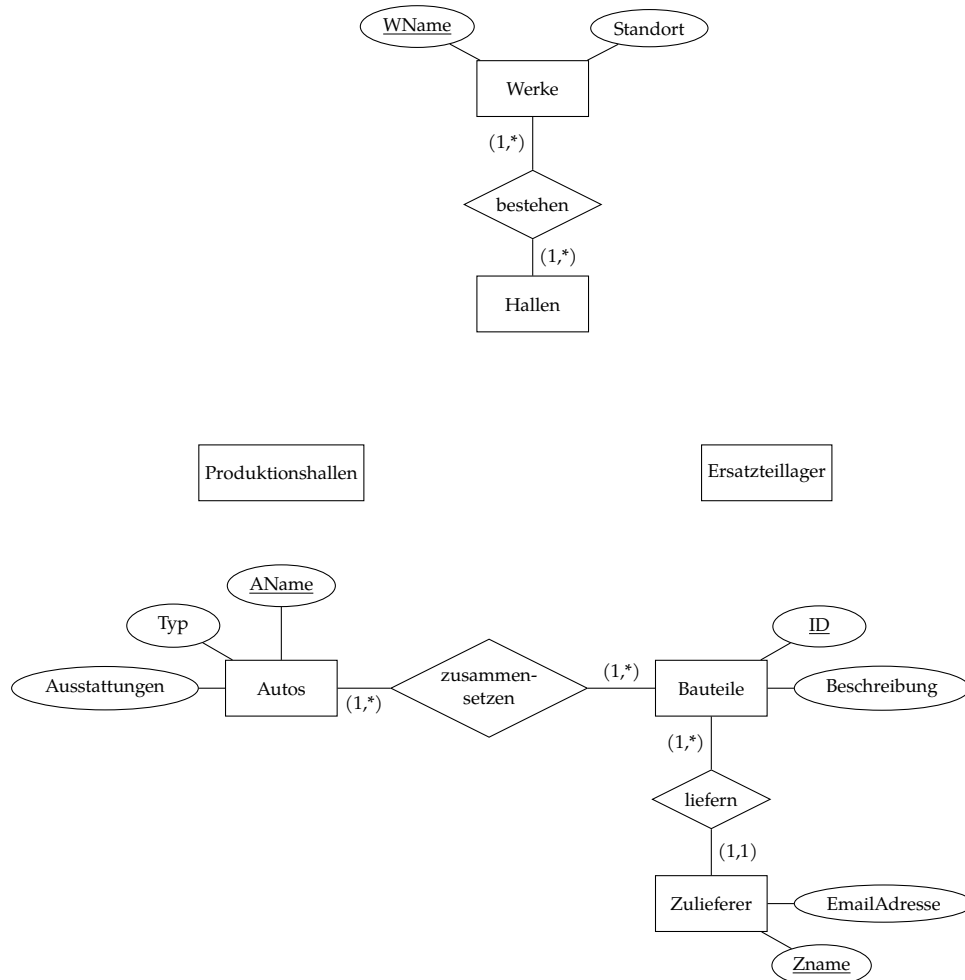 WName
Standort
Werke
(1,*)
bestehen
(1,*)
Hallen
Produktionshallen
Ersatzteillager
AName
Typ
ID
Ausstattungen
Autos
(1,*)
zusammen-
setzen
(1,*)
Bauteile
Beschreibung
(1,*)
liefern
(1,1)
Zulieferer
EmailAdresse
Zname